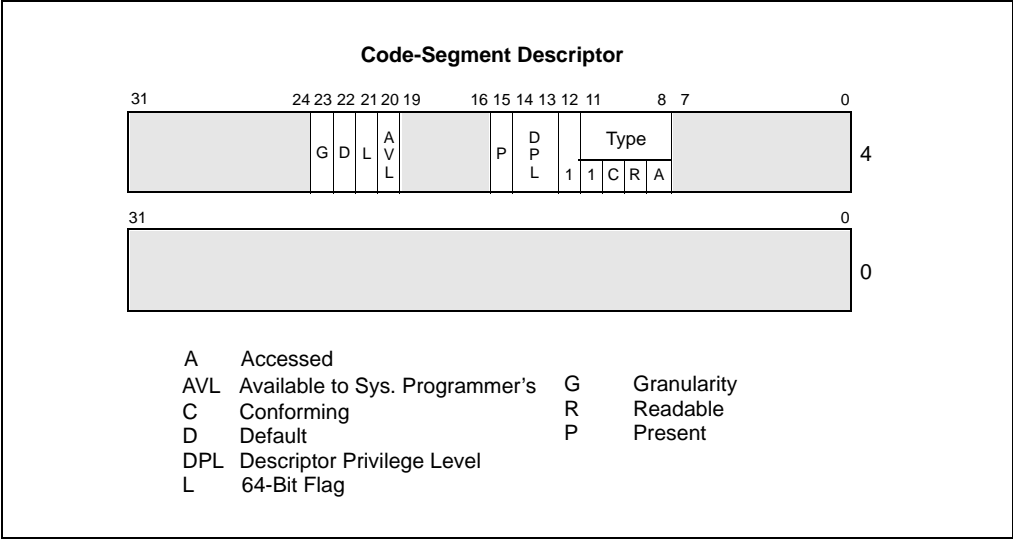 Code-Segment Descriptor
31 24 23 22 21 20 19 16 15 14 13 12 11 8 7 0
G D L A V L P D P L 1 Type 4
1 C R A
31 0
0
A Accessed
AVL Available to Sys. Programmer's
C Conforming
D Default
DPL Descriptor Privilege Level
L 64-Bit Flag
G Granularity
R Readable
P Present